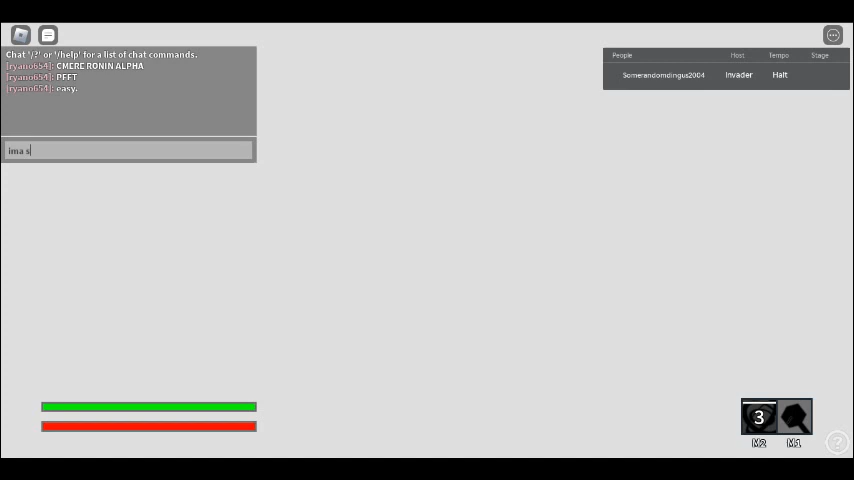 Chat '/?' or '/help' for a list of chat commands.
[ryano654]: CMERE RONIN ALPHA
[ryano654]: PFFT
[ryano654]: easy.
ima s
People Host Tempo Stage
Somerandomdingus2004 Invader Halt
3
M2 M1
?